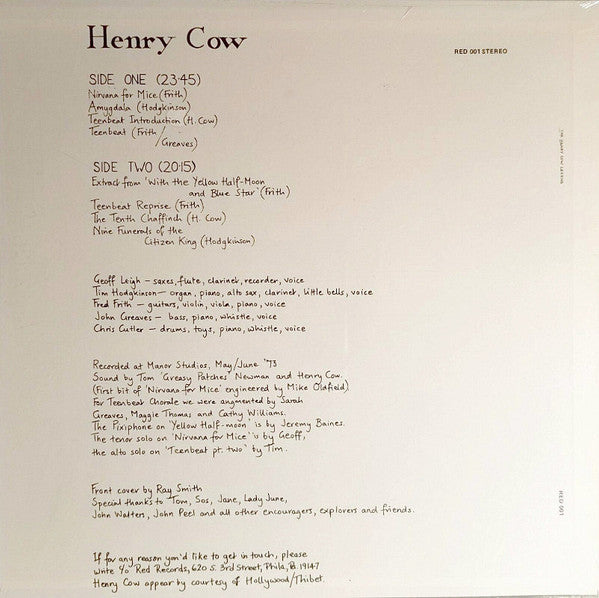 Henry Cow
RED 001 STEREO
SIDE ONE (23·45)
Nirvana for Mice (Frith)
Amygdala (Hodgkinson)
Teenbeat Introduction (H. Cow)
Teenbeat (Frith/
Greaves)
SIDE TWO (20·15)
Extract from 'With the Yellow Half-Moon
and Blue Star' (Frith)
Teenbeat Reprise (Frith)
The Tenth Chaffinch (H. Cow)
Nine Funerals of the
Citizen King (Hodgkinson)
Geoff Leigh – saxes, flute, clarinet, recorder, voice
Tim Hodgkinson – organ, piano, alto sax, clarinet, little bells, voice
Fred Frith – guitars, violin, viola, piano, voice
John Greaves – bass, piano, whistle, voice
Chris Cutler – drums, toys, piano, whistle, voice
Recorded at Manor Studios, May/June '73
Sound by Tom 'Greasy Patches' Newman and Henry Cow.
(First bit of 'Nirvana for Mice' engineered by Mike Oldfield)
For Teenbeat Chorale we were augmented by Sarah
Greaves, Maggie Thomas and Cathy Williams.
The Pixiphone on 'Yellow Half-moon' is by Jeremy Baines.
The tenor solo on 'Nirvana for Mice' is by Geoff,
the alto solo on 'Teenbeat pt. two' by Tim.
Front cover by Ray Smith
Special thanks to Tom, Sos, Jane, Lady June,
John Walters, John Peel and all other encouragers, explorers and friends.
If for any reason you'd like to get in touch, please
write c/o Red Records, 620 S. 3rd Street, Phila, Pa. 19147
Henry Cow appear by courtesy of Hollywood/Thibet.
RED 001